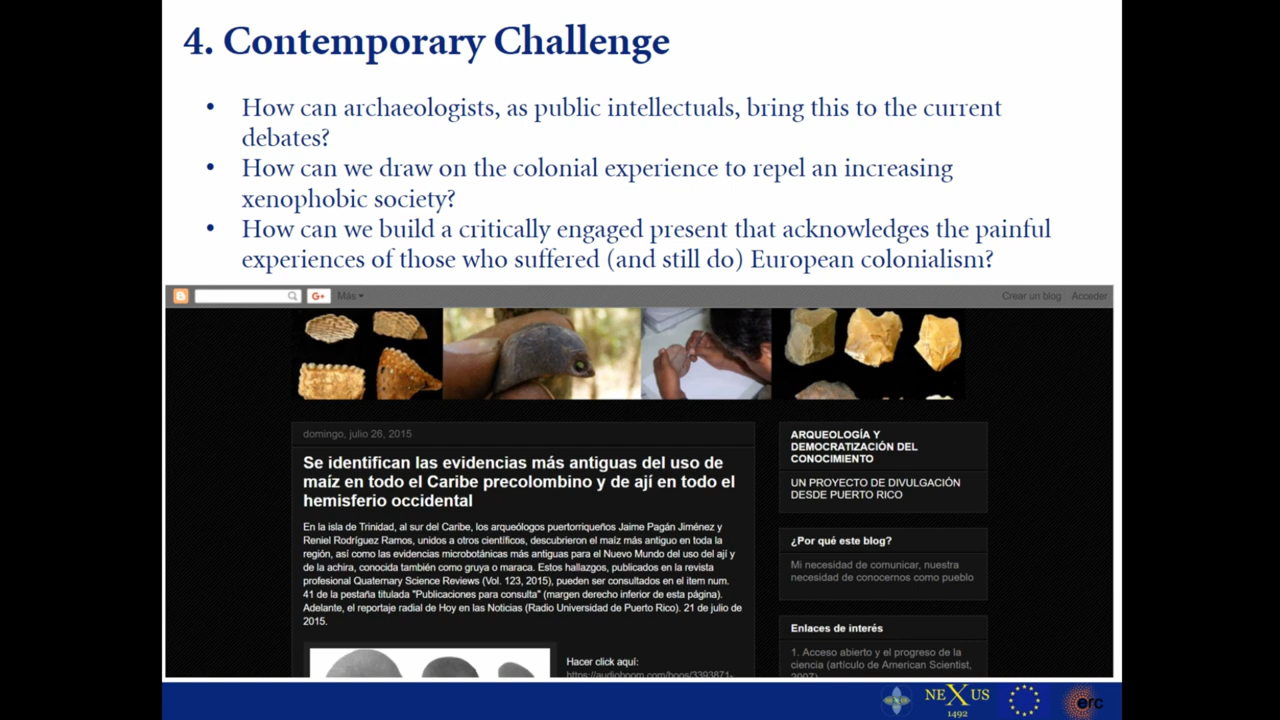 4. Contemporary Challenge
• How can archaeologists, as public intellectuals, bring this to the current
debates?
• How can we draw on the colonial experience to repel an increasing
xenophobic society?
• How can we build a critically engaged present that acknowledges the painful
experiences of those who suffered (and still do) European colonialism?
G+ Más
Crear un blog Acceder
domingo, julio 26, 2015
Se identifican las evidencias más antiguas del uso de
maíz en todo el Caribe precolombino y de ají en todo el
hemisferio occidental
En la isla de Trinidad, al sur del Caribe, los arqueólogos puertorriqueños Jaime Pagán Jiménez y
Reniel Rodríguez Ramos, unidos a otros científicos, descubrieron el maíz más antiguo en toda la
región, así como las evidencias microbotánicas más antiguas para el Nuevo Mundo del uso del ají y
de la achira, conocida también como gruya o maraca. Estos hallazgos, publicados en la revista
profesional Quaternary Science Reviews (Vol. 123, 2015), pueden ser consultados en el item num.
41 de la pestaña titulada "Publicaciones para consulta" (margen derecho inferior de esta página).
Adelante, el reportaje radial de Hoy en las Noticias (Radio Universidad de Puerto Rico). 21 de julio de
2015.
Hacer click aquí:
https://audioboom.com/boos/3393871-
ARQUEOLOGÍA Y
DEMOCRATIZACIÓN DEL
CONOCIMIENTO
UN PROYECTO DE DIVULGACIÓN
DESDE PUERTO RICO
¿Por qué este blog?
Mi necesidad de comunicar, nuestra
necesidad de conocernos como pueblo
Enlaces de interés
1. Acceso abierto y el progreso de la
ciencia (artículo de American Scientist,
2007)
NEXUS
1492
erc